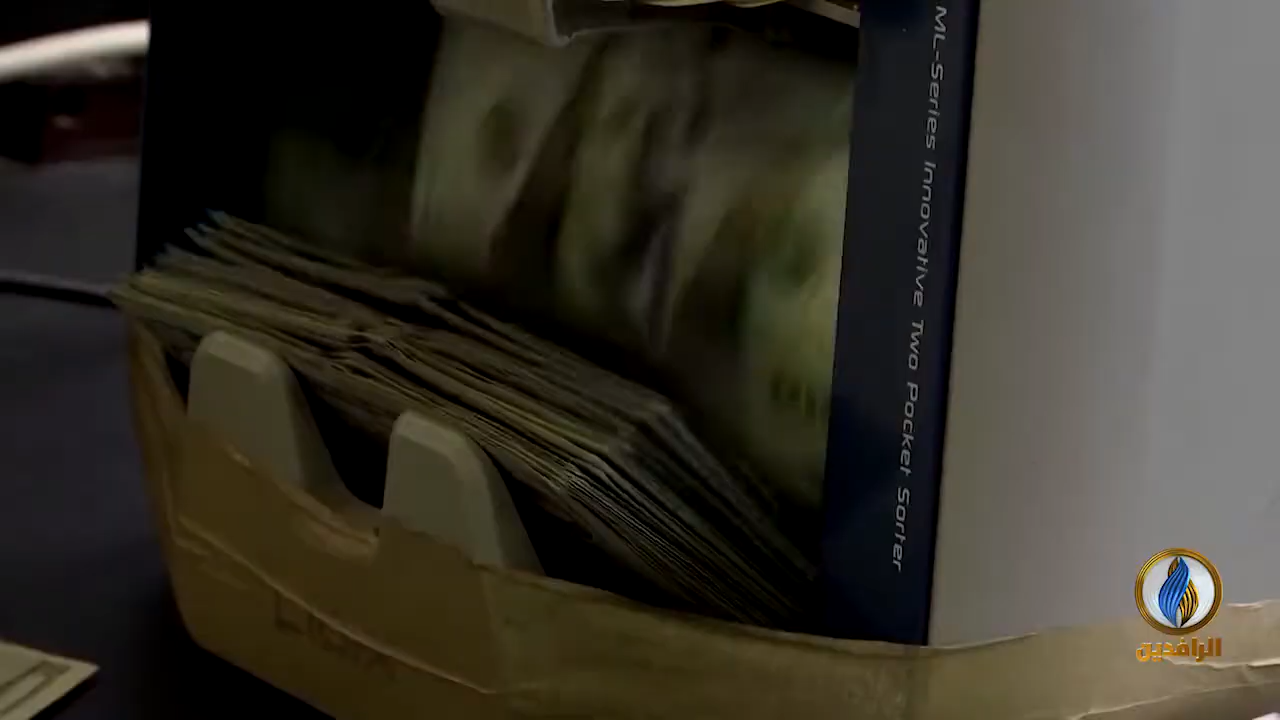 ML-Series Innovative Two Pocket Sorter
الرافدين